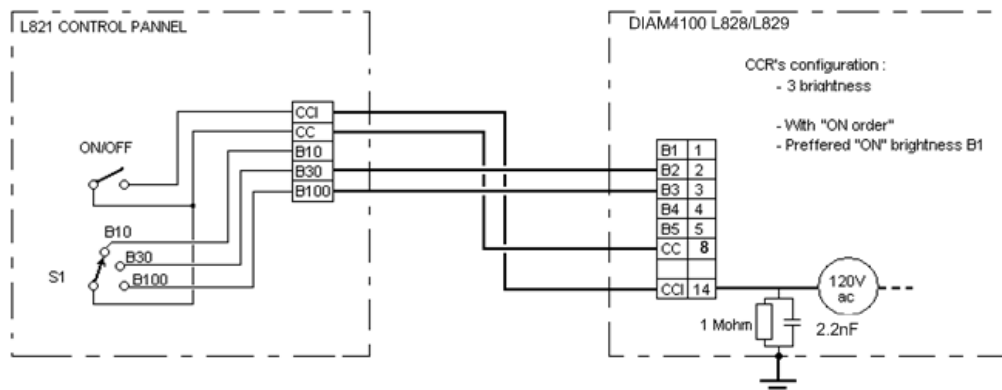 L821 CONTROL PANNEL
ON/OFF
CCI
CC
B10
B30
B100
B10
B30
B100
S1
DIAM4100 L828/L829
CCR's configuration :
- 3 brightness
- With "ON order"
- Preffered "ON" brightness B1
B1 1
B2 2
B3 3
B4 4
B5 5
CC 8
CCI 14
120V
ac
1 Mohm
2.2nF